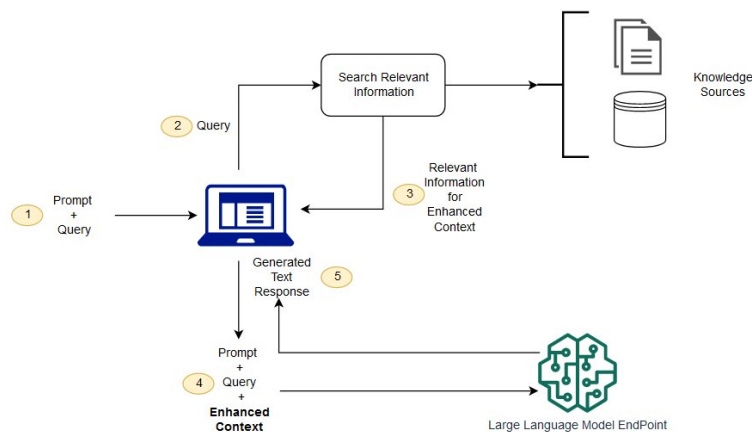 Search Relevant
Information
Knowledge
Sources
2
Query
1
Prompt
+
Query
3
Relevant
Information
for
Enhanced
Context
Generated
Text
Response
5
4
Prompt
+
Query
+
Enhanced
Context
Large Language Model EndPoint